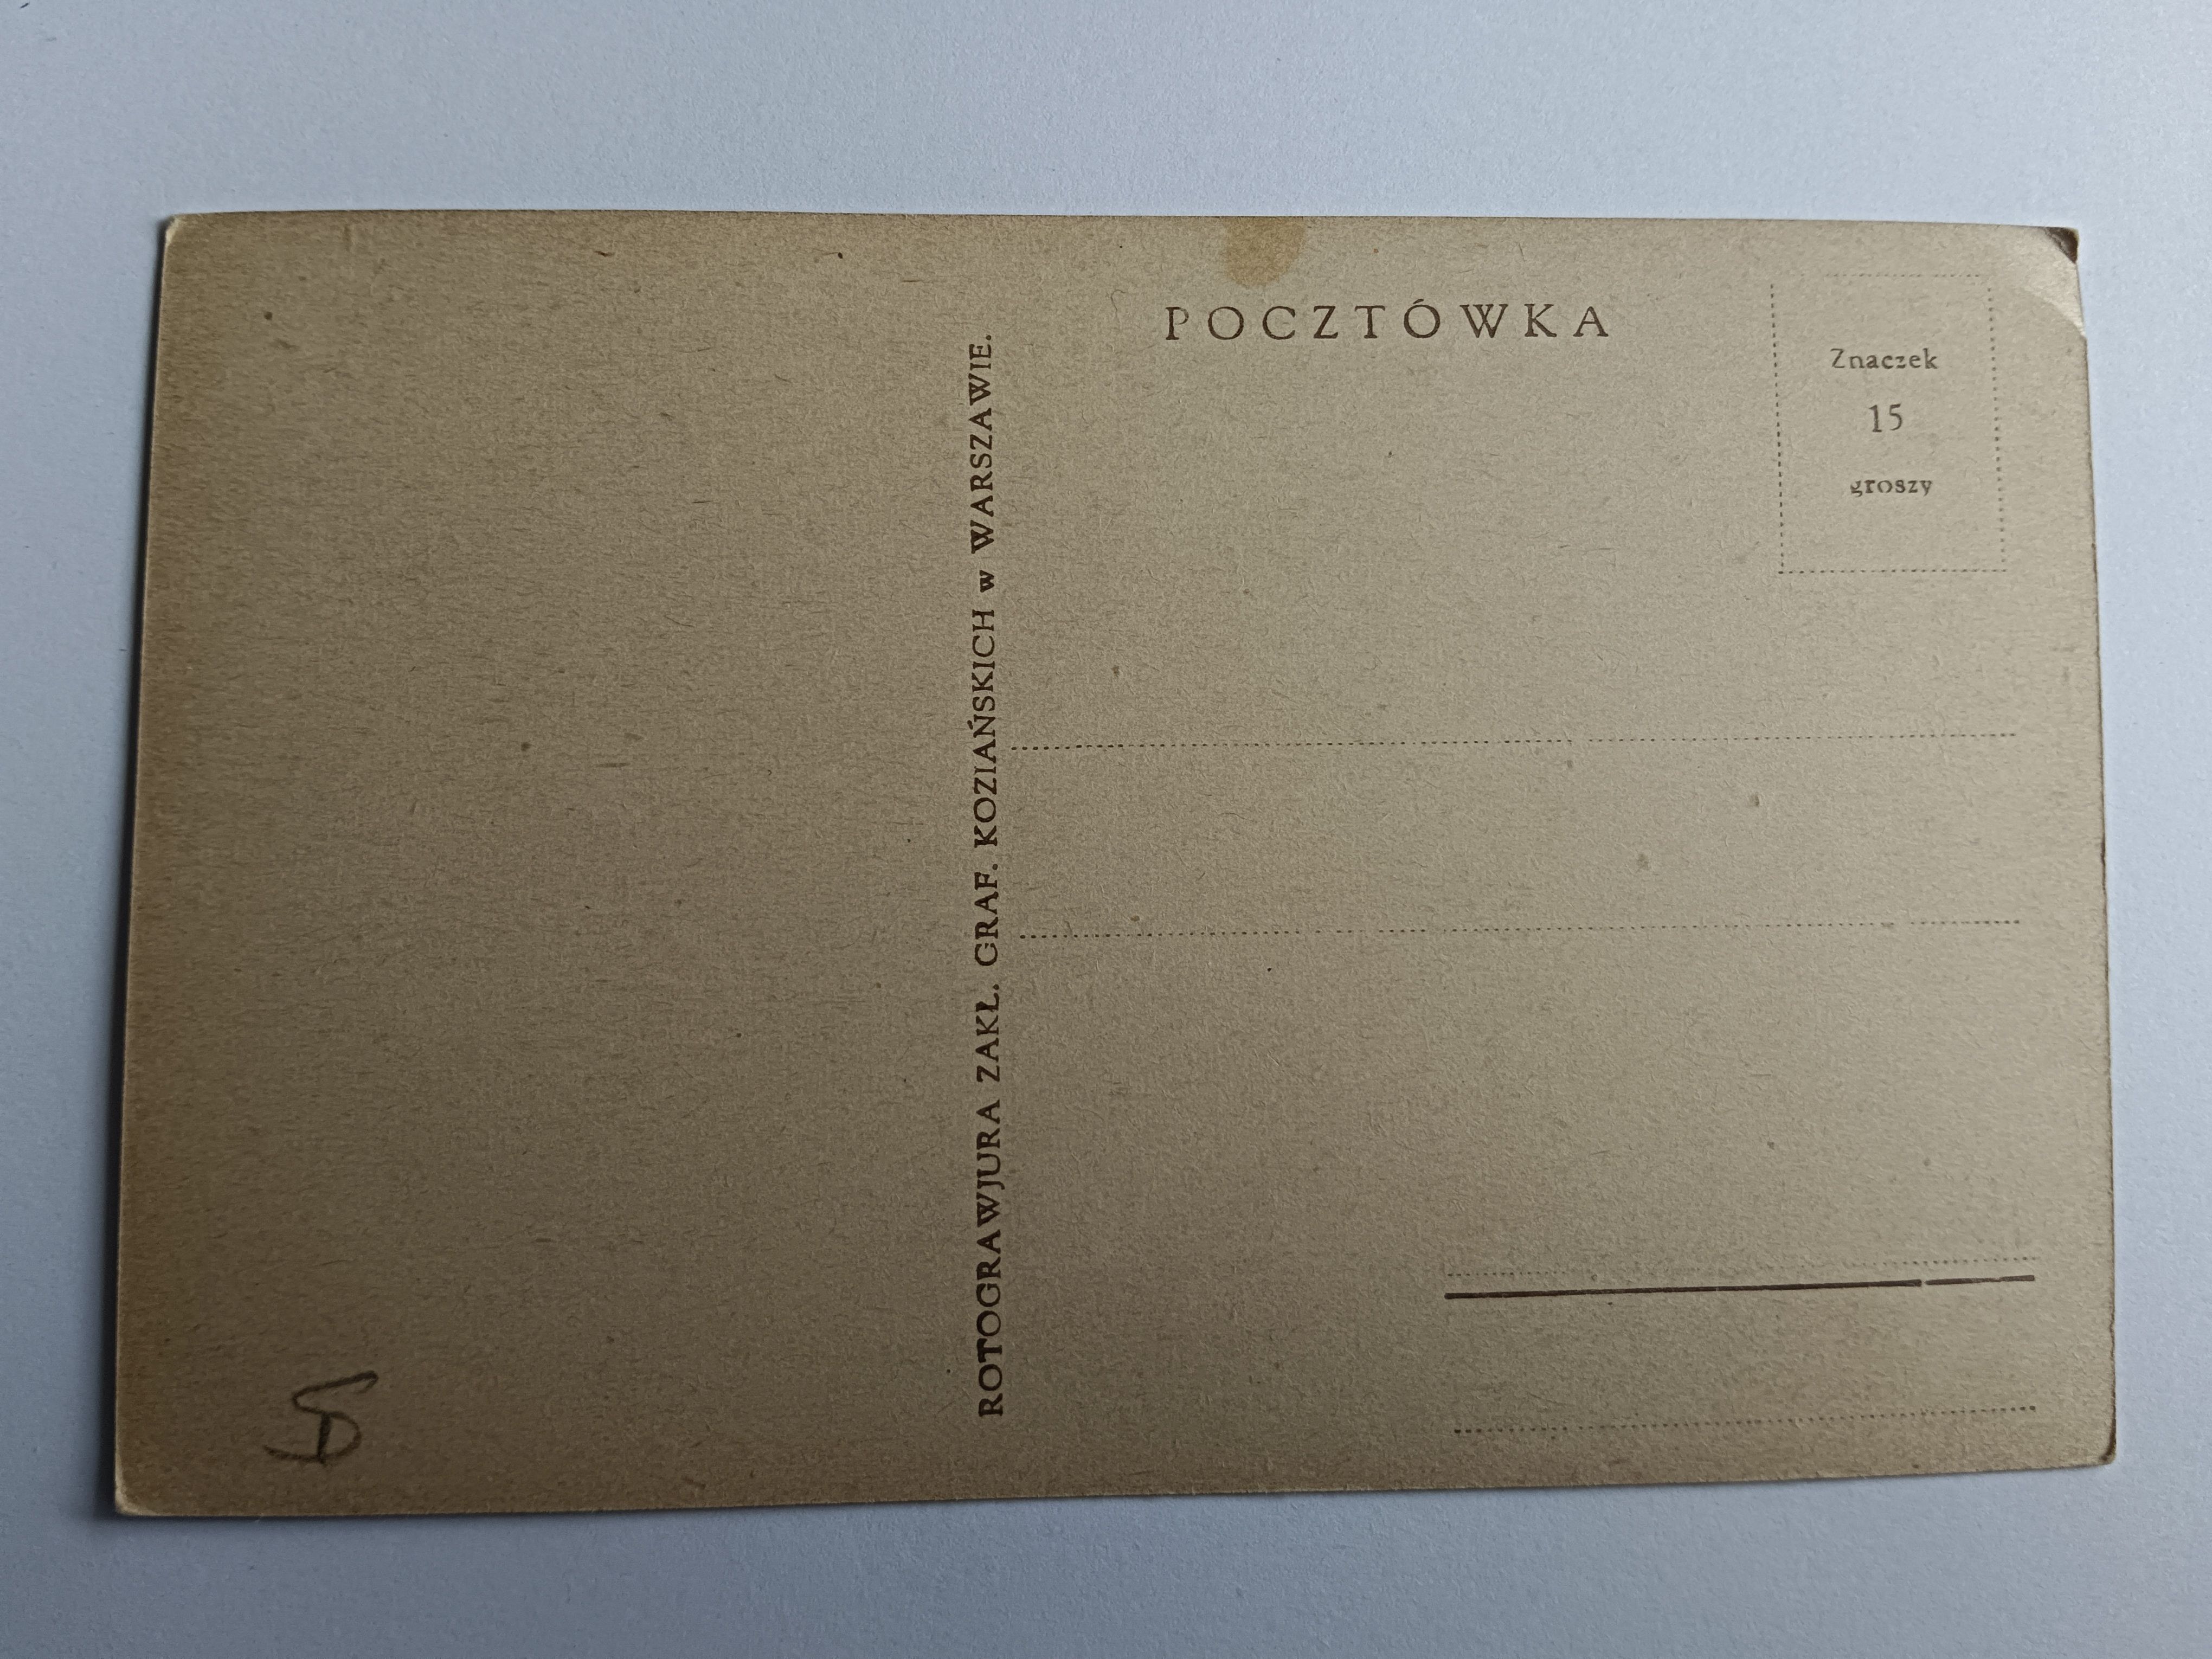 POCZTÓWKA
Znaczek
15
groszy
ROTOGRAWJURA ZAKŁ. GRAF. KOZIAŃSKICH w WARSZAWIE.